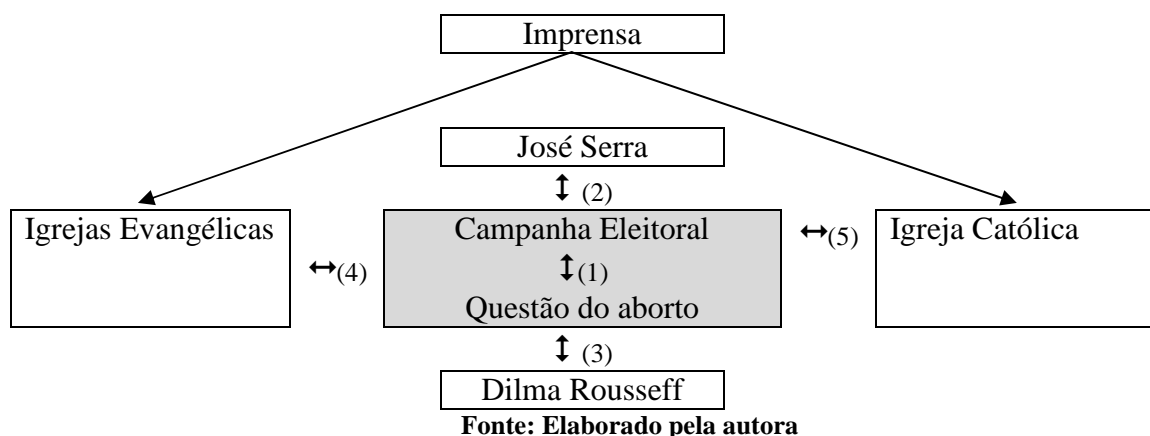 Imprensa
José Serra
↕ (2)
Igrejas Evangélicas
↔(4)
Campanha Eleitoral
↕(1)
Questão do aborto
↔(5)
Igreja Católica
↕ (3)
Dilma Rousseff
Fonte: Elaborado pela autora